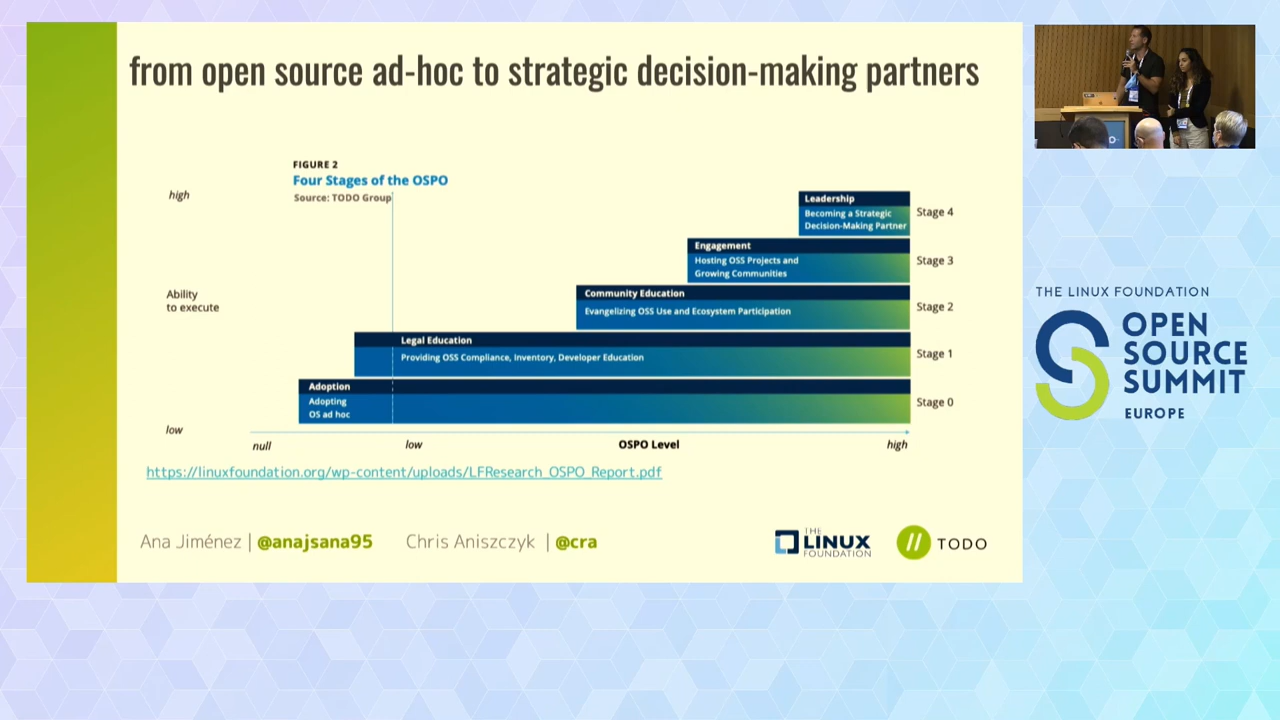 from open source ad-hoc to strategic decision-making partners
FIGURE 2
Four Stages of the OSPO
Source: TODO Group
high
Ability
to execute
low
Leadership
Becoming a Strategic
Decision-Making Partner
Stage 4
Engagement
Hosting OSS Projects and
Growing Communities
Stage 3
Community Education
Evangelizing OSS Use and Ecosystem Participation
Stage 2
Legal Education
Providing OSS Compliance, Inventory, Developer Education
Stage 1
Adoption
Adopting
OS ad hoc
Stage 0
null
low
OSPO Level
high
https://linuxfoundation.org/wp-content/uploads/LFResearch_OSPO_Report.pdf
Ana Jiménez | @anajsana95
Chris Aniszczyk | @cra
THE
LINUX
FOUNDATION
// TODO
THE LINUX FOUNDATION
OPEN
SOURCE
SUMMIT
EUROPE